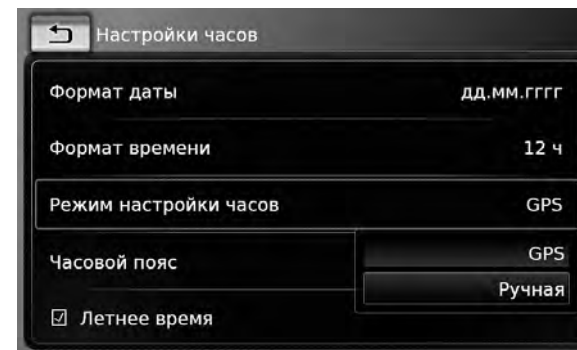 Настройки часов
Формат даты дд.мм.гггг
Формат времени 12 ч
Режим настройки часов GPS
Часовой пояс GPS
Ручная
Летнее время